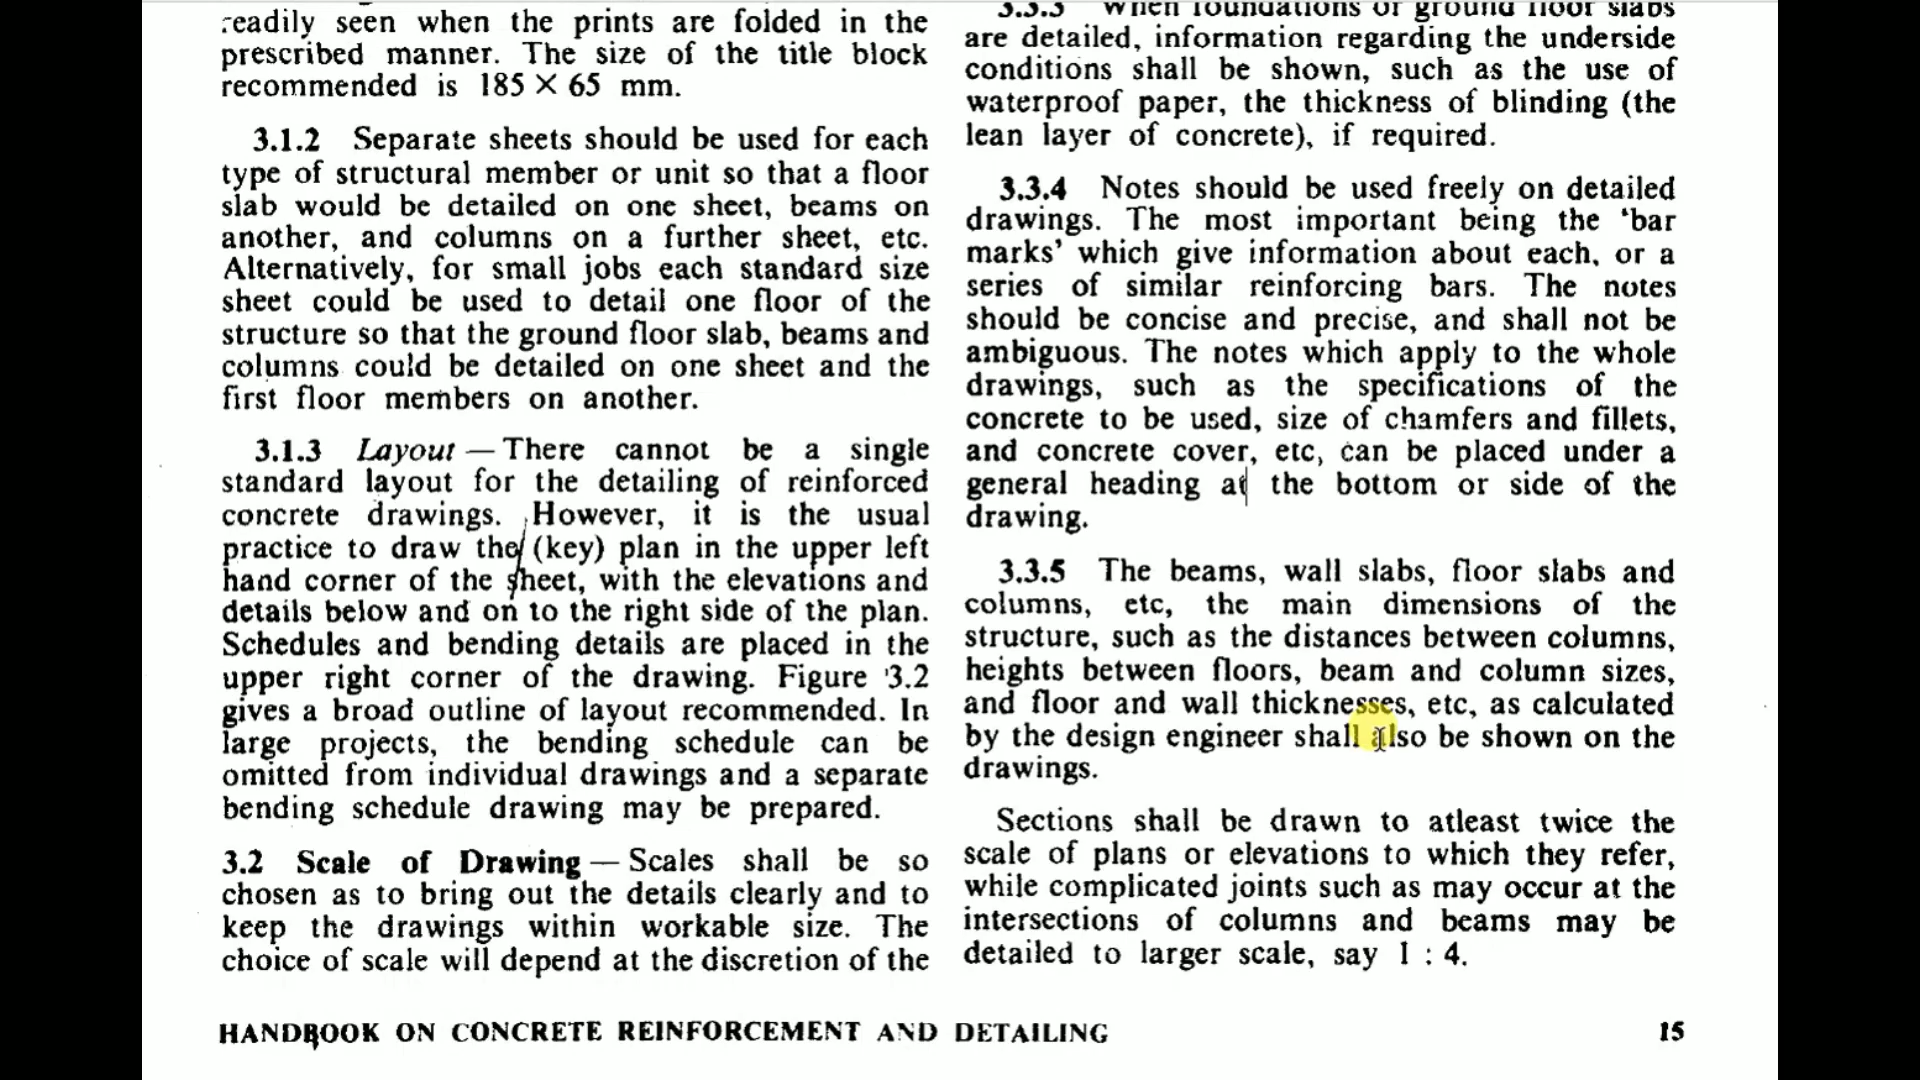 readily seen when the prints are folded in the
prescribed manner. The size of the title block
recommended is 185 × 65 mm.
3.1.2 Separate sheets should be used for each
type of structural member or unit so that a floor
slab would be detailed on one sheet, beams on
another, and columns on a further sheet, etc.
Alternatively, for small jobs each standard size
sheet could be used to detail one floor of the
structure so that the ground floor slab, beams and
columns could be detailed on one sheet and the
first floor members on another.
3.1.3 Layout — There cannot be a single
standard layout for the detailing of reinforced
concrete drawings. However, it is the usual
practice to draw the (key) plan in the upper left
hand corner of the sheet, with the elevations and
details below and on to the right side of the plan.
Schedules and bending details are placed in the
upper right corner of the drawing. Figure 3.2
gives a broad outline of layout recommended. In
large projects, the bending schedule can be
omitted from individual drawings and a separate
bending schedule drawing may be prepared.
3.2 Scale of Drawing — Scales shall be so
chosen as to bring out the details clearly and to
keep the drawings within workable size. The
choice of scale will depend at the discretion of the
3.3.3 When foundations or ground floor slabs
are detailed, information regarding the underside
conditions shall be shown, such as the use of
waterproof paper, the thickness of blinding (the
lean layer of concrete), if required.
3.3.4 Notes should be used freely on detailed
drawings. The most important being the ‘bar
marks’ which give information about each, or a
series of similar reinforcing bars. The notes
should be concise and precise, and shall not be
ambiguous. The notes which apply to the whole
drawings, such as the specifications of the
concrete to be used, size of chamfers and fillets,
and concrete cover, etc, can be placed under a
general heading at the bottom or side of the
drawing.
3.3.5 The beams, wall slabs, floor slabs and
columns, etc, the main dimensions of the
structure, such as the distances between columns,
heights between floors, beam and column sizes,
and floor and wall thicknesses, etc, as calculated
by the design engineer shall also be shown on the
drawings.
Sections shall be drawn to atleast twice the
scale of plans or elevations to which they refer,
while complicated joints such as may occur at the
intersections of columns and beams may be
detailed to larger scale, say 1 : 4.
HANDBOOK ON CONCRETE REINFORCEMENT AND DETAILING 15